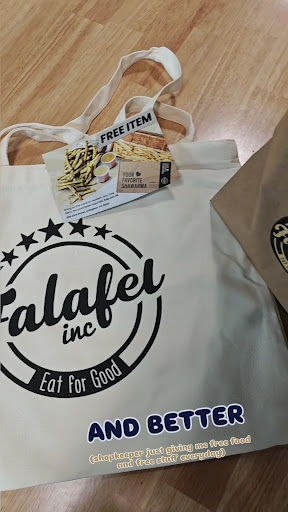 FREE ITEM
YOUR
FAVORITE
SHAWARMA
Falafel
inc
Eat for Good
AND BETTER
(shopkeeper just giving me free food
and free stuff everyday)